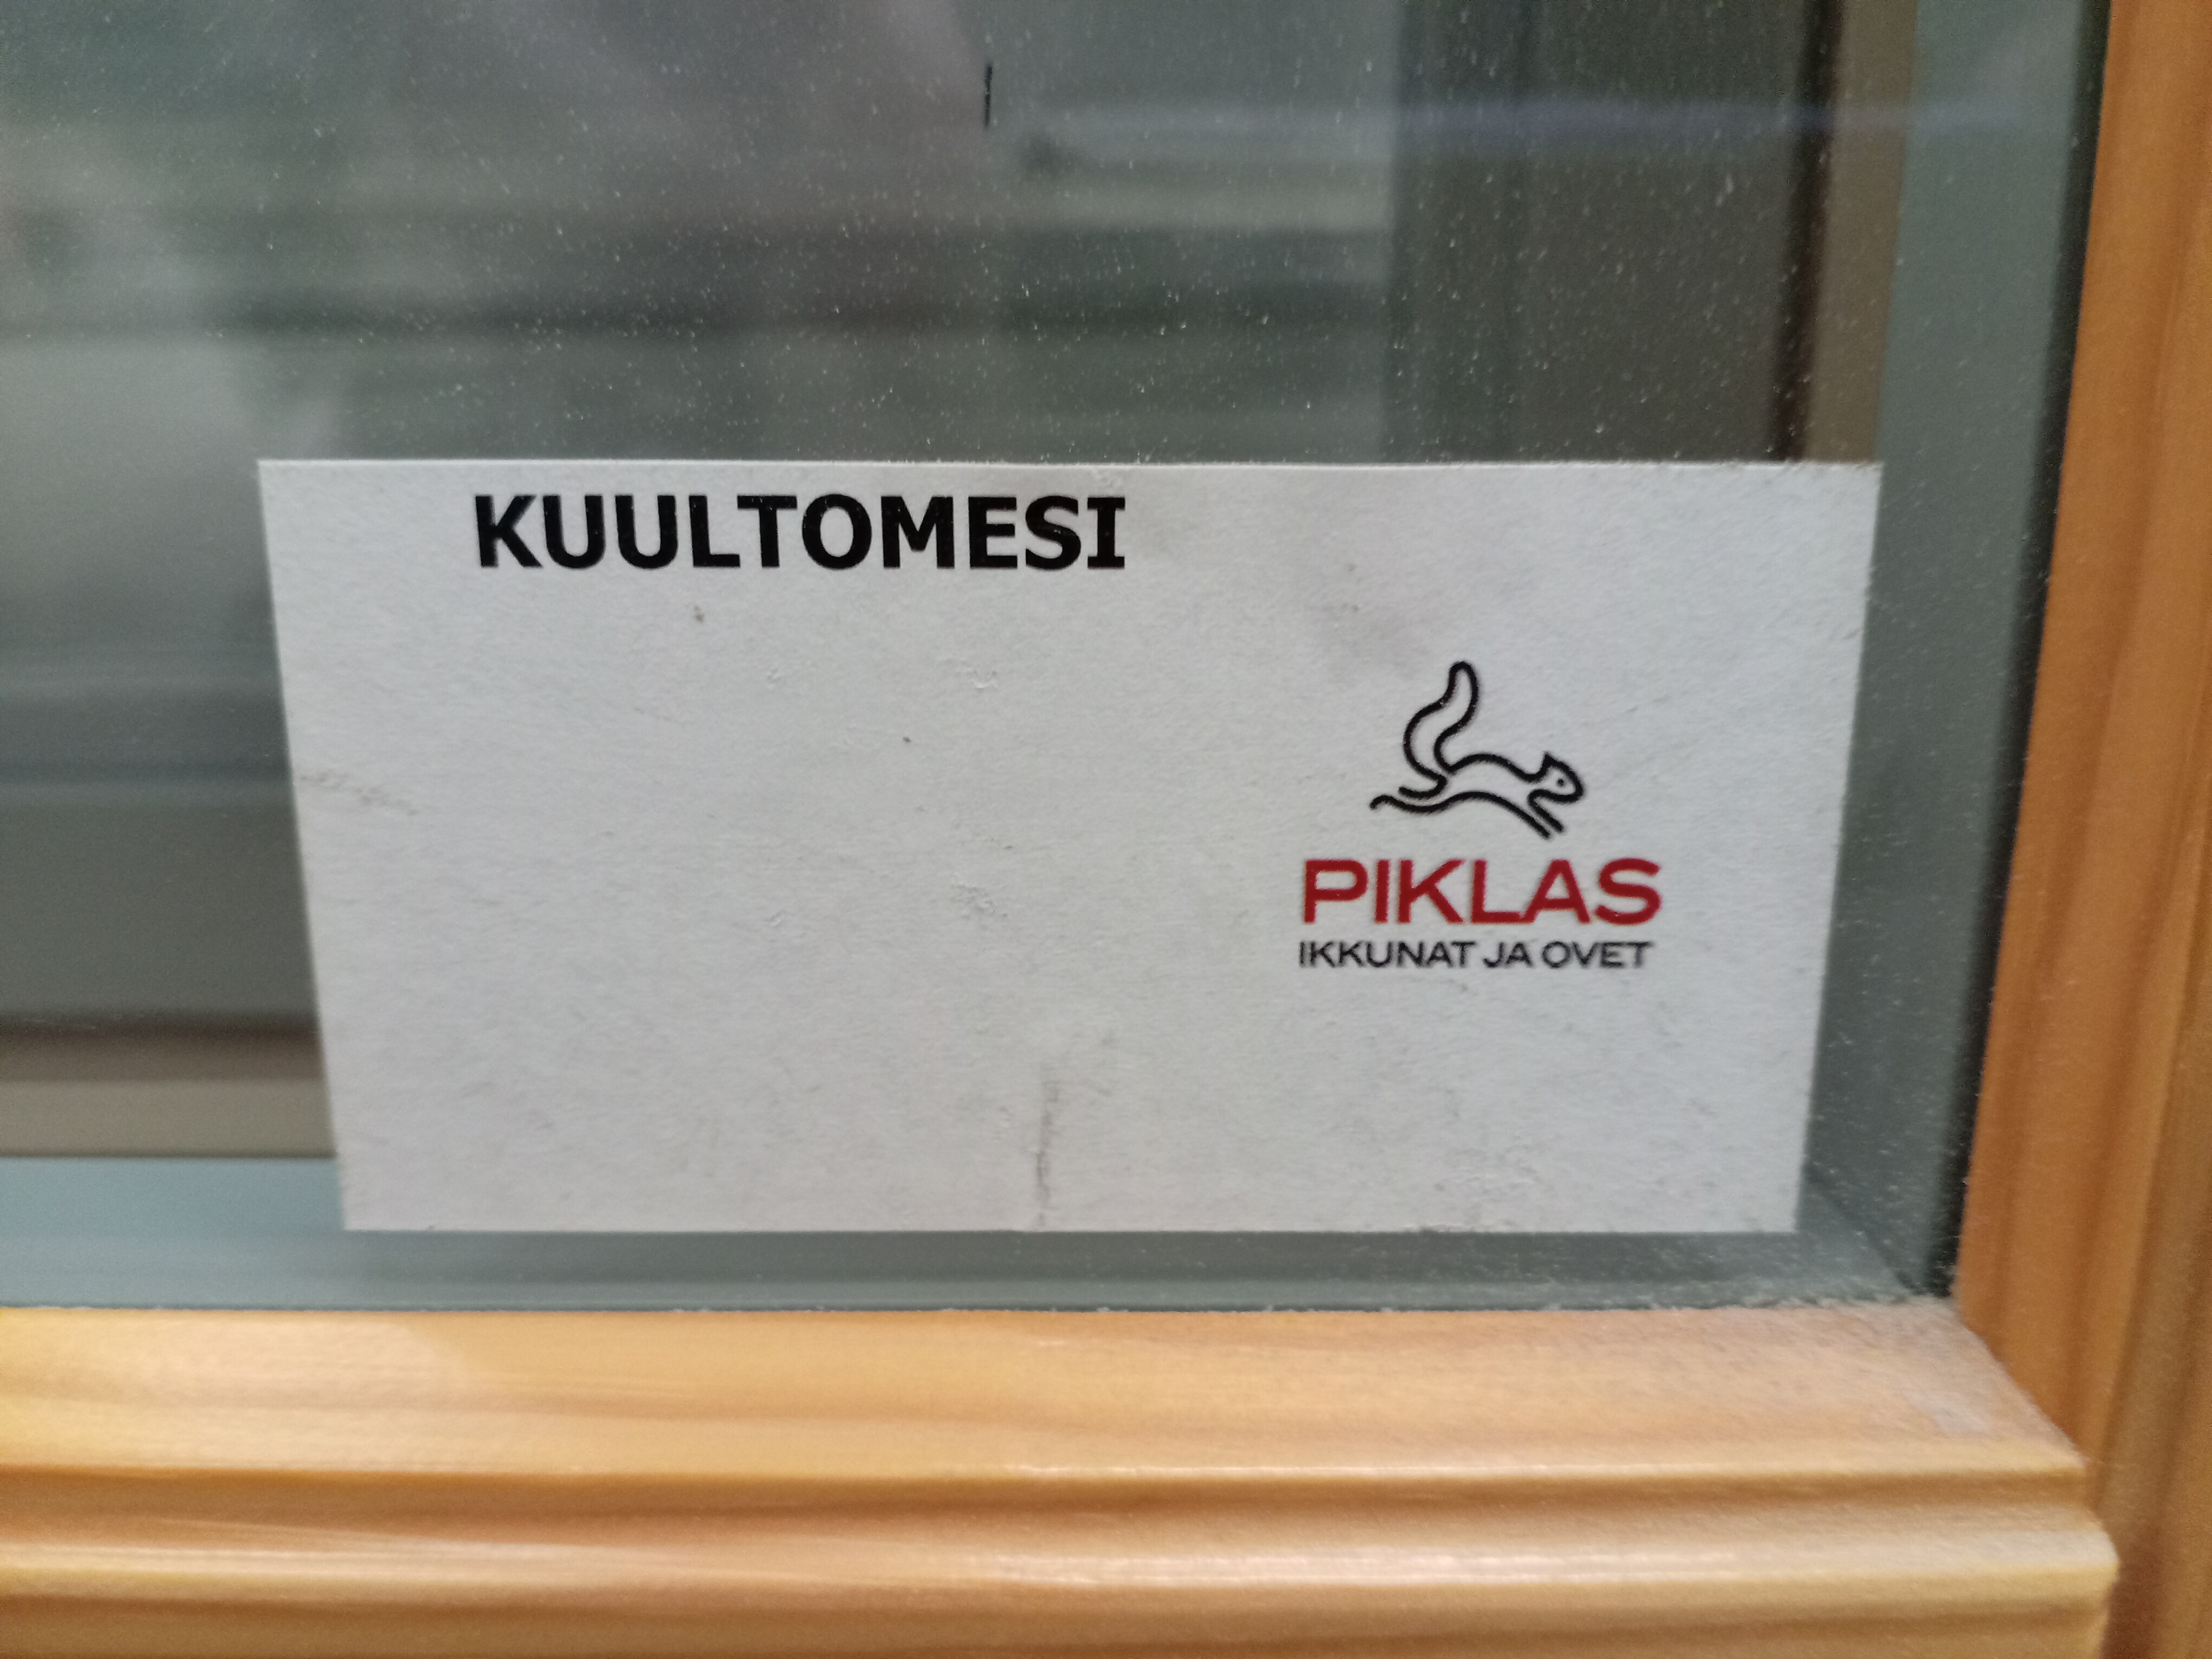 KUULTOMESI
PIKLAS
IKKUNAT JA OVET